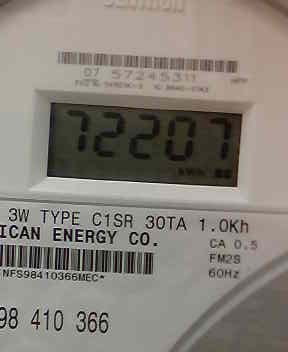 07 57245311
72207
kWh
3W TYPE C1SR 30TA 1.0Kh
ICAN ENERGY CO.
CA 0.5
FM2S
60Hz
NFS98410366MEC*
98 410 366